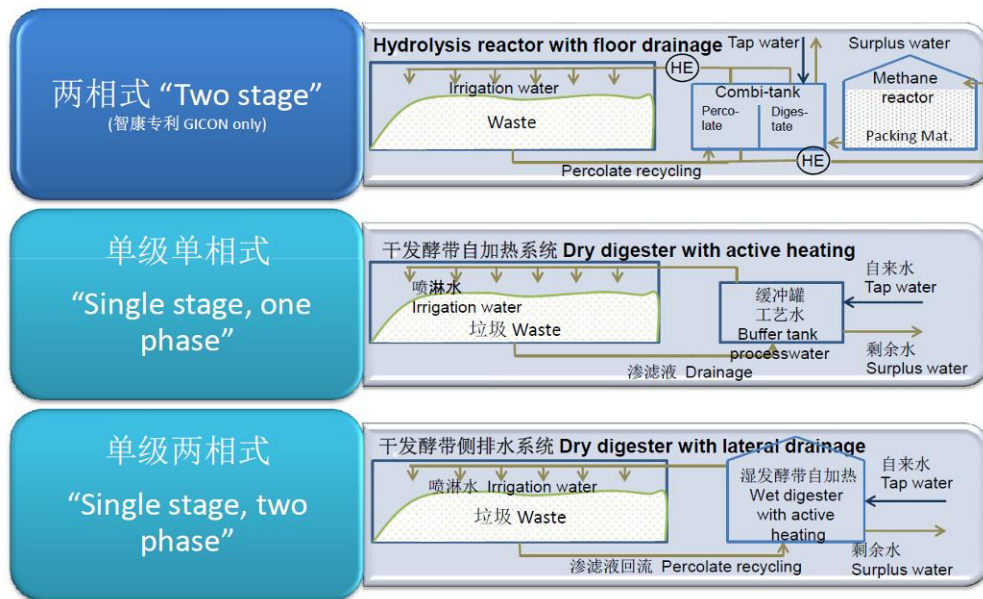 两相式 “Two stage”
(智康专利 GICON only)
Hydrolysis reactor with floor drainage
Tap water
Surplus water
HE
Irrigation water
Waste
Combi-tank
Perco-
late
Diges-
tate
Methane
reactor
Packing Mat.
HE
Percolate recycling
单级单相式
“Single stage, one
phase”
干发酵带自加热系统 Dry digester with active heating
喷淋水
Irrigation water
垃圾 Waste
缓冲罐
工艺水
Buffer tank
processwater
自来水
Tap water
剩余水
Surplus water
渗滤液 Drainage
单级两相式
“Single stage, two
phase”
干发酵带侧排水系统 Dry digester with lateral drainage
喷淋水 Irrigation water
垃圾 Waste
湿发酵带自加热
Wet digester
with active
heating
自来水
Tap water
剩余水
Surplus water
渗滤液回流 Percolate recycling